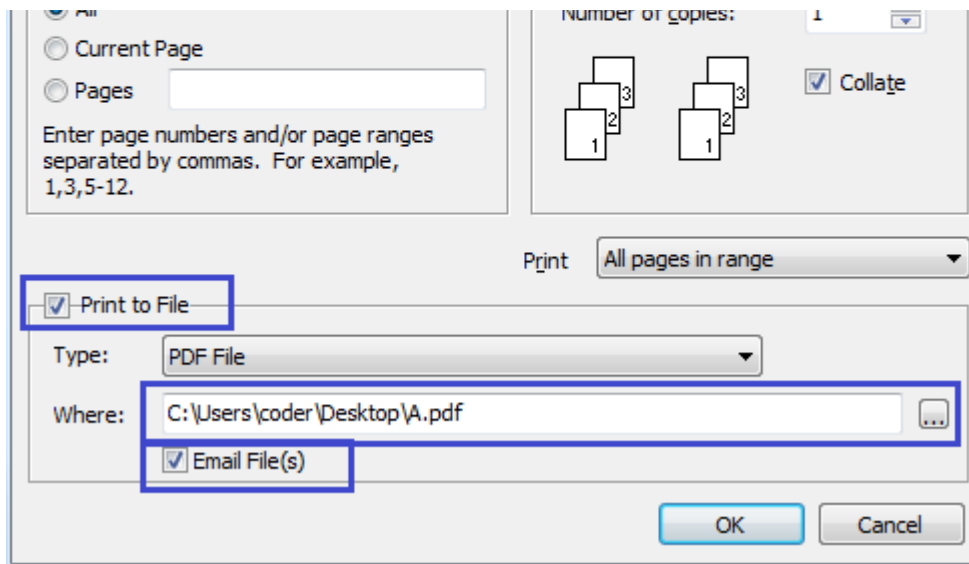 All
Number of copies: 1
Current Page
Pages
Collate
3 3
2 2
1 1
Enter page numbers and/or page ranges
separated by commas. For example,
1,3,5-12.
Print All pages in range
Print to File
Type: PDF File
Where: C:\Users\coder\Desktop\A.pdf ...
Email File(s)
OK Cancel